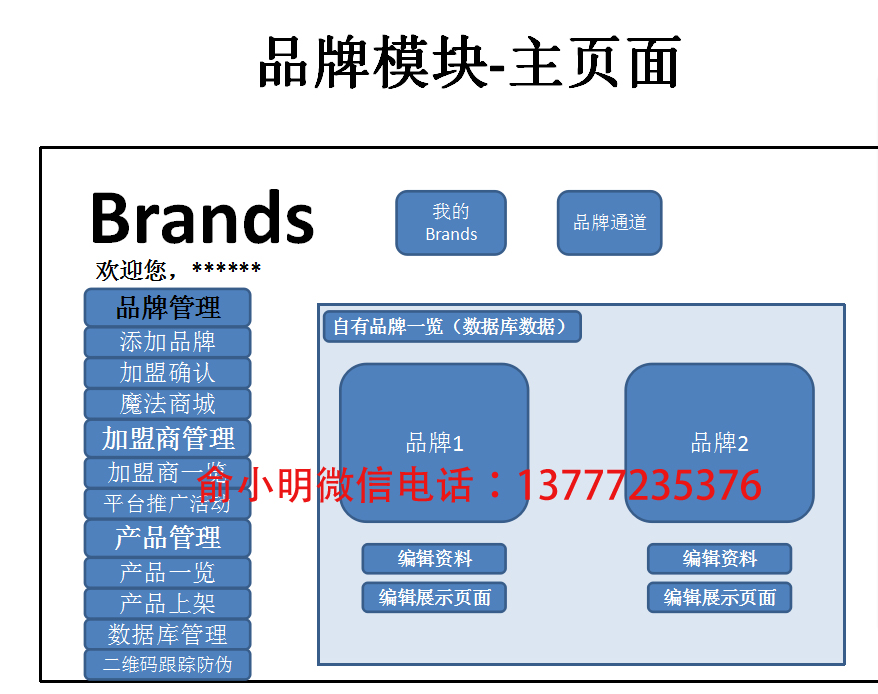 品牌模块-主页面
Brands
我的
Brands
品牌通道
欢迎您，******
品牌管理
添加品牌
加盟确认
魔法商城
加盟商管理
加盟商一览
平台推广活动
产品管理
产品一览
产品上架
数据库管理
二维码跟踪防伪
自有品牌一览（数据库数据）
品牌1
品牌2
俞小明微信电话：13777235376
编辑资料
编辑资料
编辑展示页面
编辑展示页面